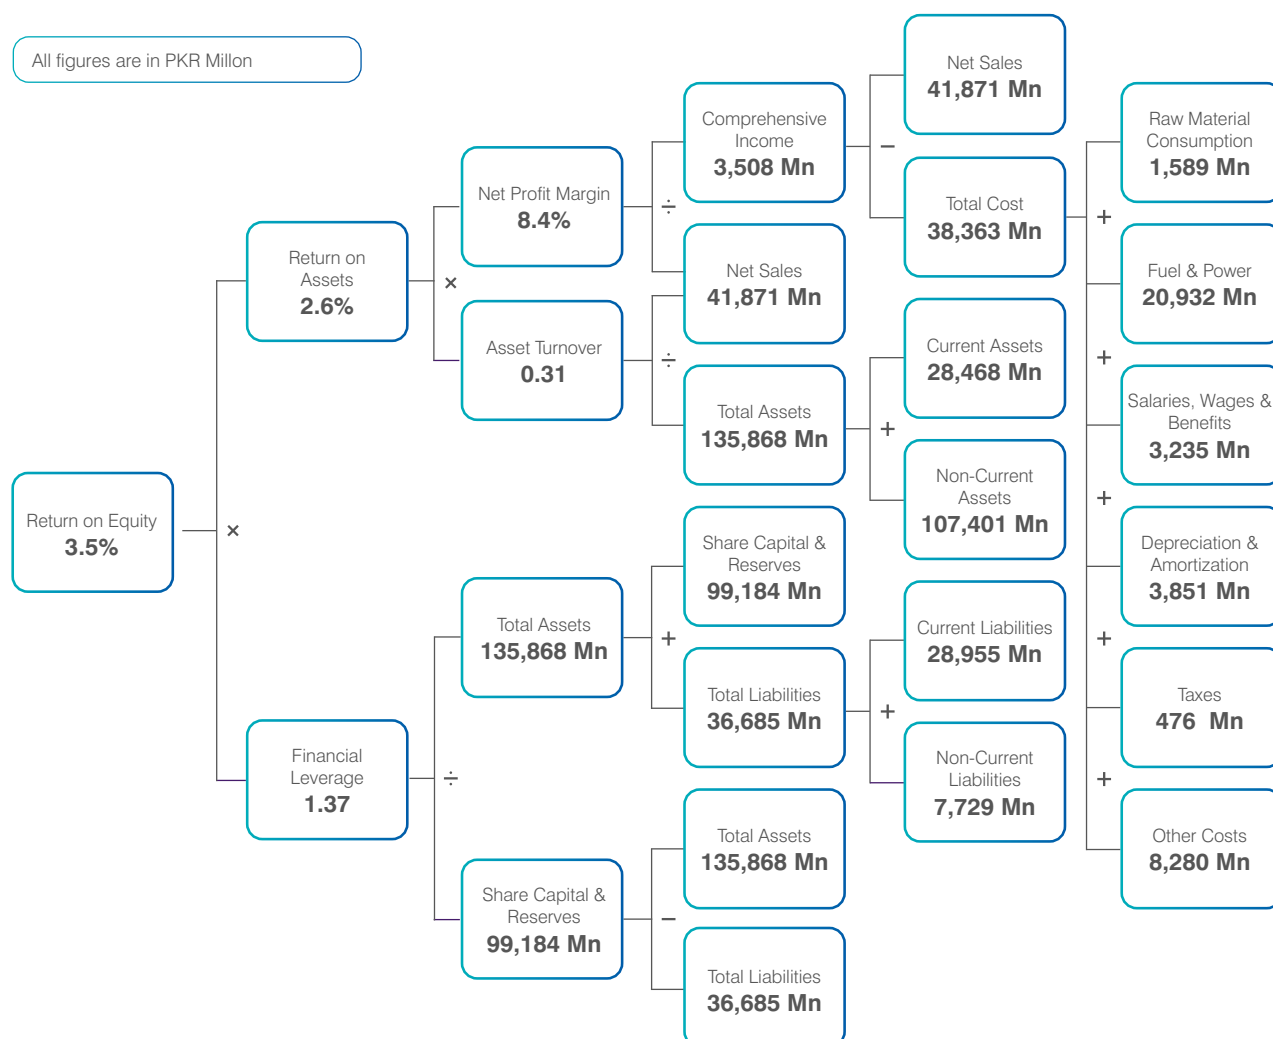 All figures are in PKR Millon
Return on Equity
3.5%
×
Return on
Assets
2.6%
Financial
Leverage
1.37
×
÷
Net Profit Margin
8.4%
Asset Turnover
0.31
Total Assets
135,868 Mn
Share Capital &
Reserves
99,184 Mn
÷
÷
+
−
Comprehensive
Income
3,508 Mn
Net Sales
41,871 Mn
Total Assets
135,868 Mn
Share Capital &
Reserves
99,184 Mn
Total Liabilities
36,685 Mn
Total Assets
135,868 Mn
Total Liabilities
36,685 Mn
−
+
+
Net Sales
41,871 Mn
Total Cost
38,363 Mn
Current Assets
28,468 Mn
Non-Current
Assets
107,401 Mn
Current Liabilities
28,955 Mn
Non-Current
Liabilities
7,729 Mn
Raw Material
Consumption
1,589 Mn
+
Fuel & Power
20,932 Mn
+
Salaries, Wages &
Benefits
3,235 Mn
+
Depreciation &
Amortization
3,851 Mn
+
Taxes
476 Mn
+
Other Costs
8,280 Mn